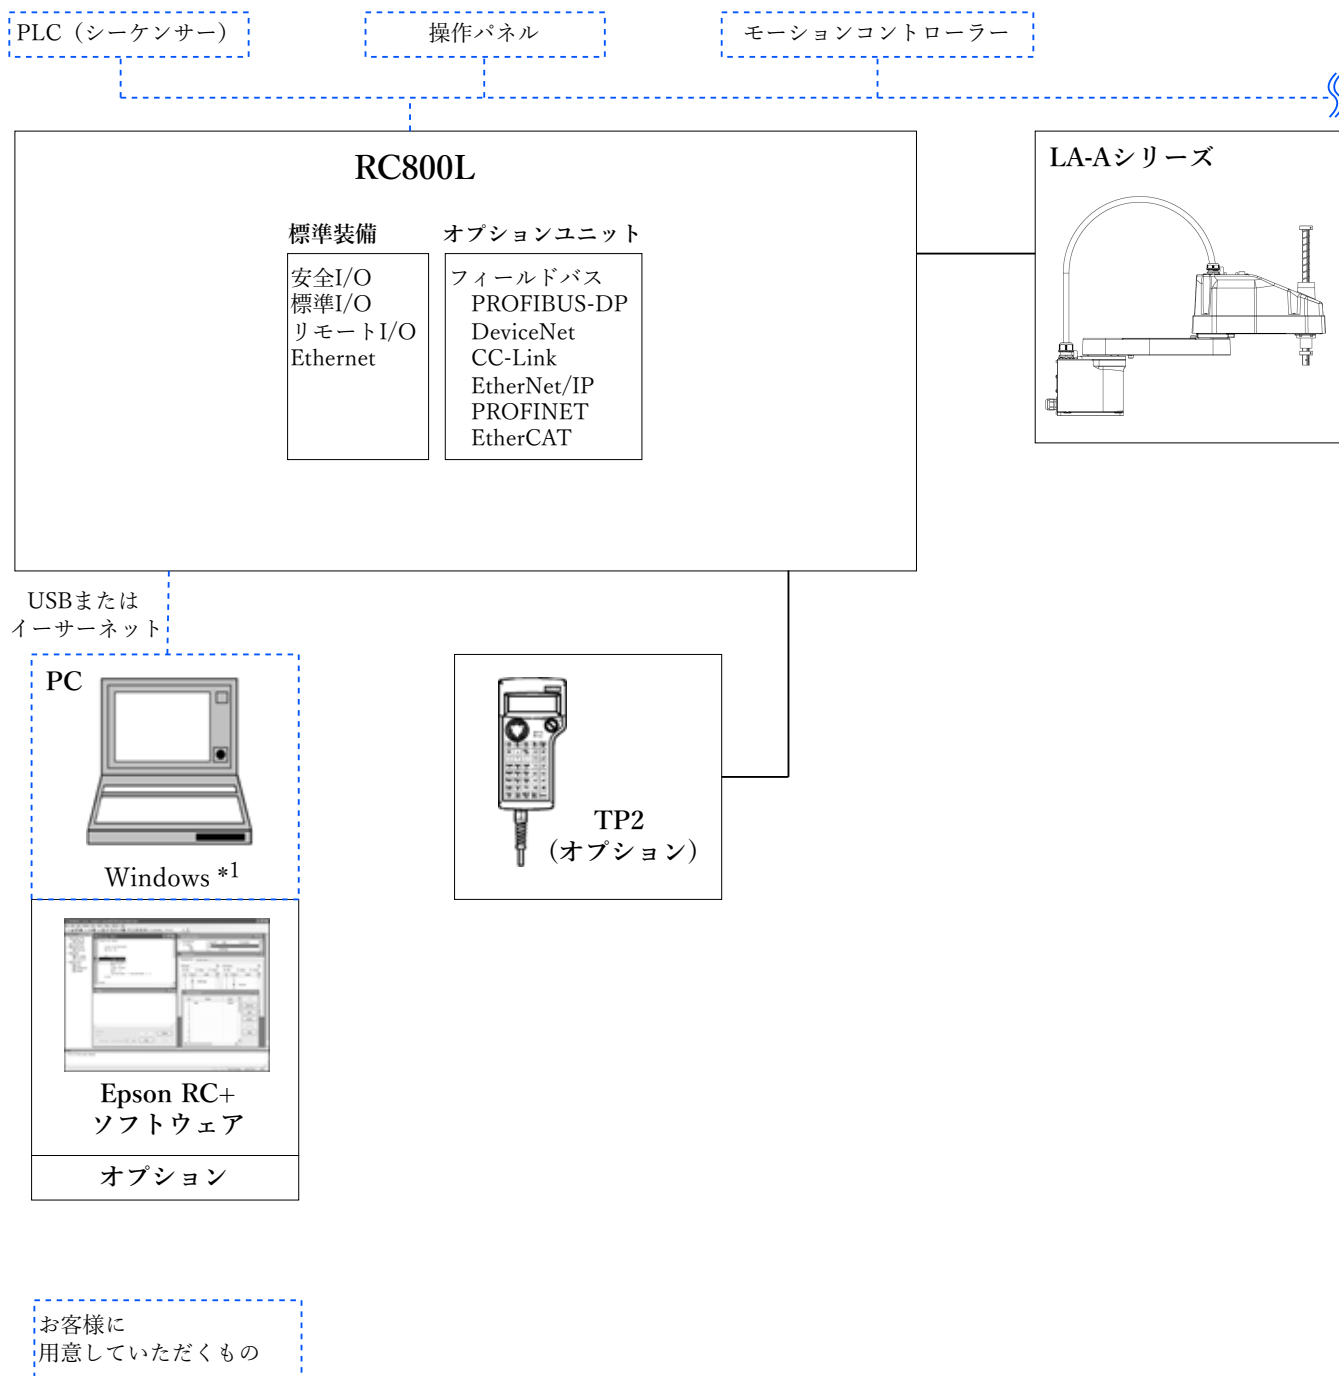 PLC（シーケンサー）
操作パネル
モーションコントローラー
RC800L
標準装備
安全I/O
標準I/O
リモートI/O
Ethernet
オプションユニット
フィールドバス
PROFIBUS-DP
DeviceNet
CC-Link
EtherNet/IP
PROFINET
EtherCAT
LA-Aシリーズ
USBまたは
イーサーネット
PC
Windows *1
TP2
（オプション）
Epson RC+
ソフトウェア
オプション
お客様に
用意していただくもの